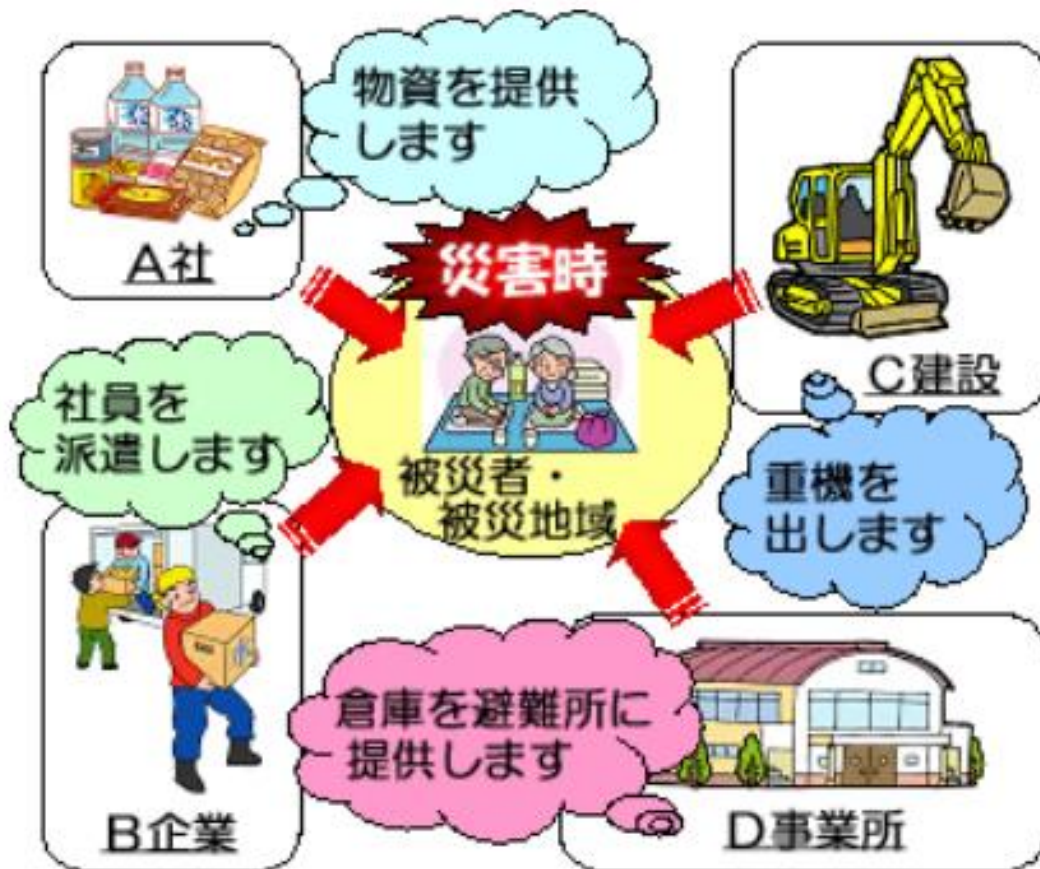 物資を提供
します
A社
災害時
C建設
社員を
派遣します
被災者・
被災地域
重機を
出します
倉庫を避難所に
提供します
B企業
D事業所